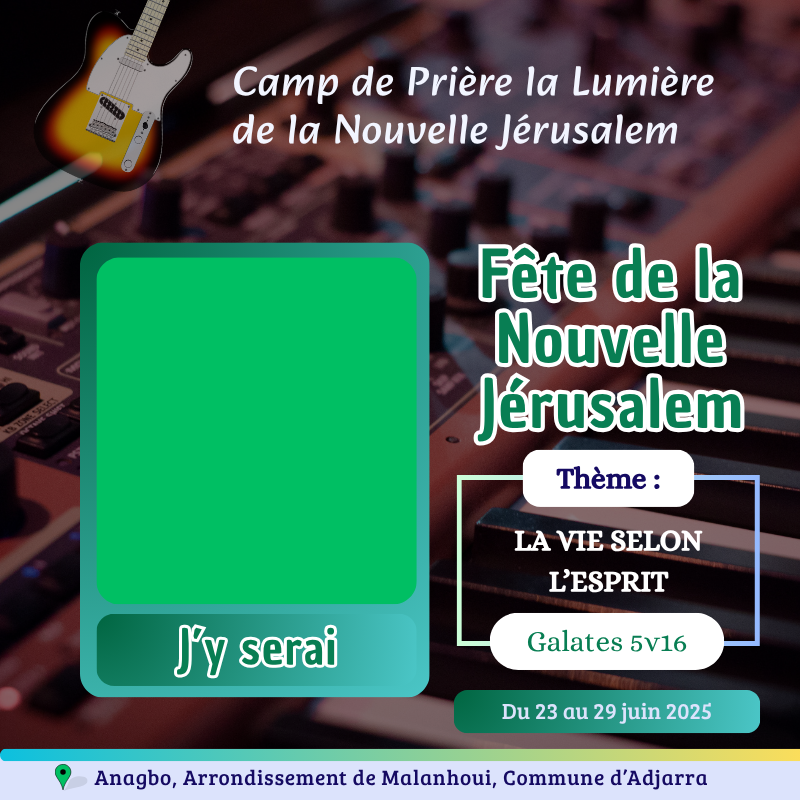 Camp de Prière la Lumière
de la Nouvelle Jérusalem
Fête de la
Nouvelle
Jérusalem
Thème :
LA VIE SELON
L'ESPRIT
Galates 5v16
J'y serai
Du 23 au 29 juin 2025
Anagbo, Arrondissement de Malanhoui, Commune d'Adjarra